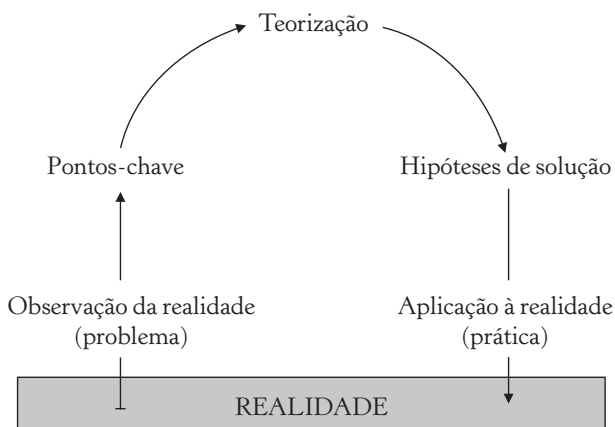 Teorização
Pontos-chave
Hipóteses de solução
Observação da realidade
(problema)
Aplicação à realidade
(prática)
REALIDADE